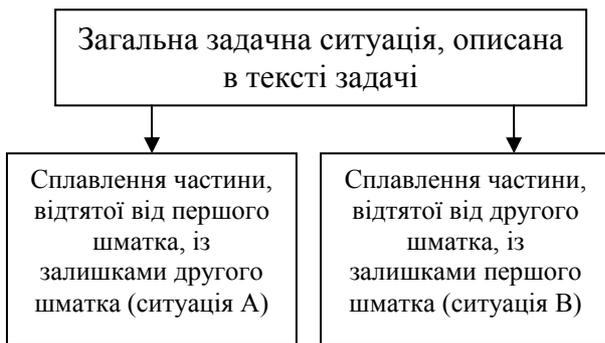 Загальна задачна ситуація, описана
в тексті задачі
Сплавлення частини,
відтятої від першого
шматка, із
залишками другого
шматка (ситуація А)
Сплавлення частини,
відтятої від другого
шматка, із
залишками першого
шматка (ситуація В)